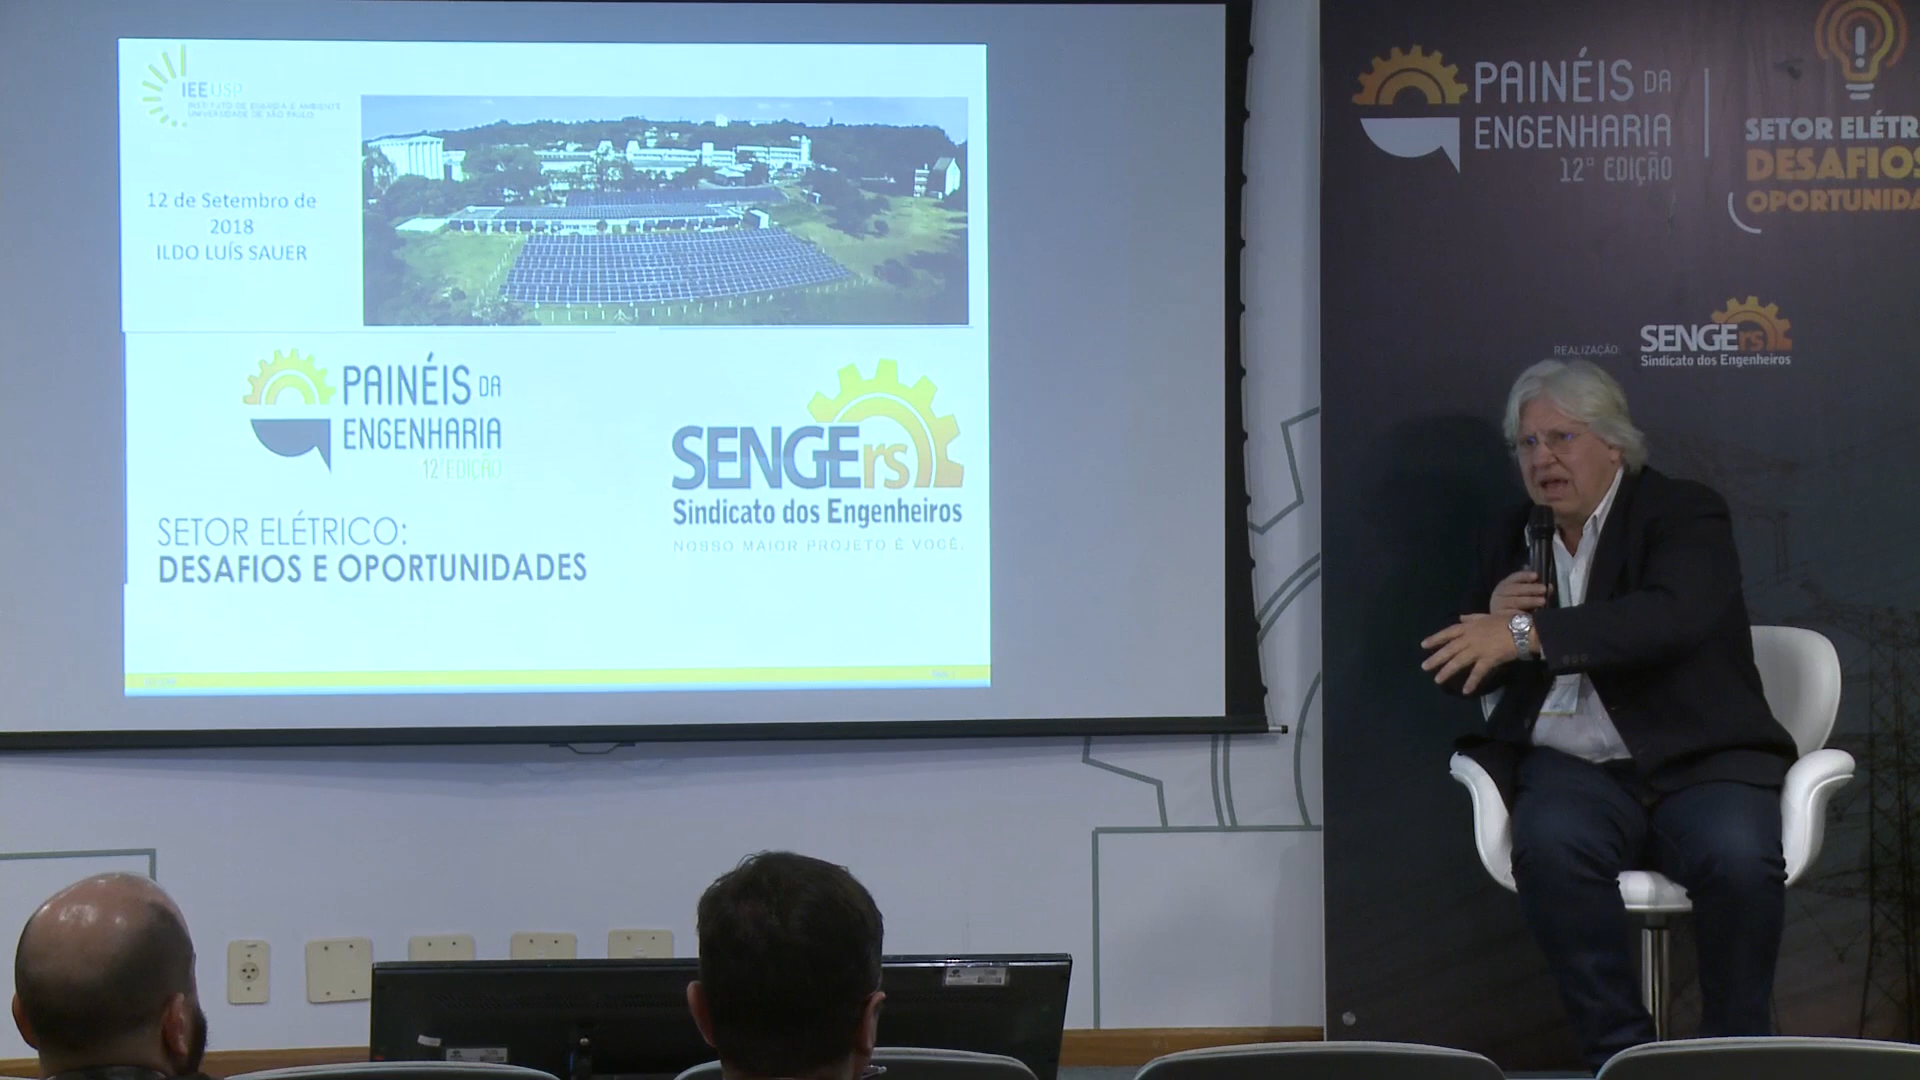 IEEUSP
INSTITUTO DE ENERGIA E AMBIENTE
UNIVERSIDADE DE SÃO PAULO
12 de Setembro de
2018
ILDO LUÍS SAUER
PAINÉIS DA
ENGENHARIA
12ª EDIÇÃO
SENGErs
Sindicato dos Engenheiros
NOSSO MAIOR PROJETO É VOCÊ.
SETOR ELÉTRICO:
DESAFIOS E OPORTUNIDADES
PAINÉIS DA
ENGENHARIA
12ª EDIÇÃO
SETOR ELÉTR
DESAFIOS
OPORTUNIDA
REALIZAÇÃO:
SENGErs
Sindicato dos Engenheiros